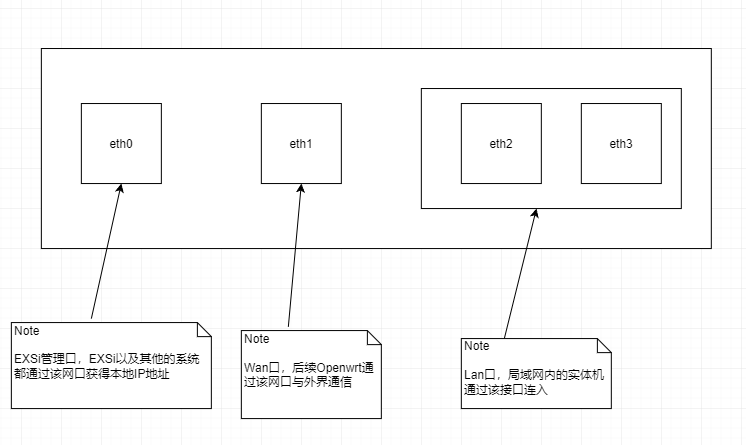 eth0
eth1
eth2
eth3
Note
EXSi管理口，EXSi以及其他的系统
都通过该网口获得本地IP地址
Note
Wan口，后续Openwrt通
过该网口与外界通信
Note
Lan口，局域网内的实体机
通过该接口连入